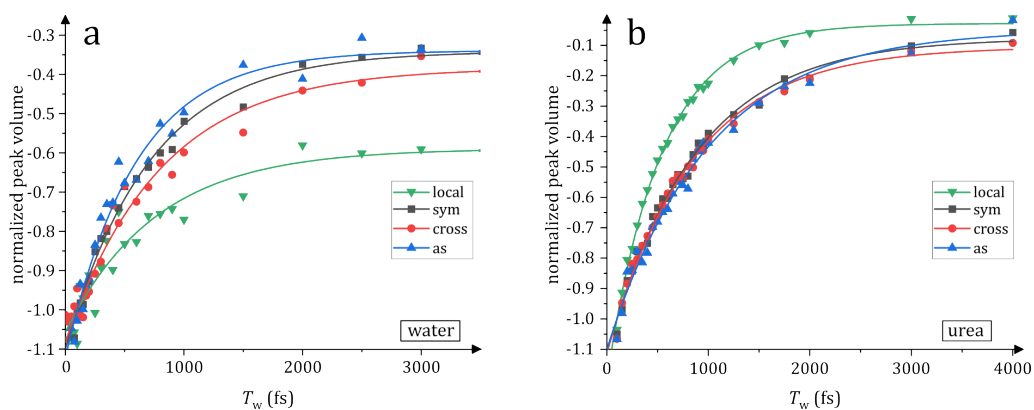 a
normalized peak volume
-0.3
-0.4
-0.5
-0.6
-0.7
-0.8
-0.9
-1.0
-1.1
0
1000
2000
3000
T_w (fs)
local
sym
cross
as
water
b
normalized peak volume
-0.1
-0.2
-0.3
-0.4
-0.5
-0.6
-0.7
-0.8
-0.9
-1.0
-1.1
0
1000
2000
3000
4000
T_w (fs)
local
sym
cross
as
urea